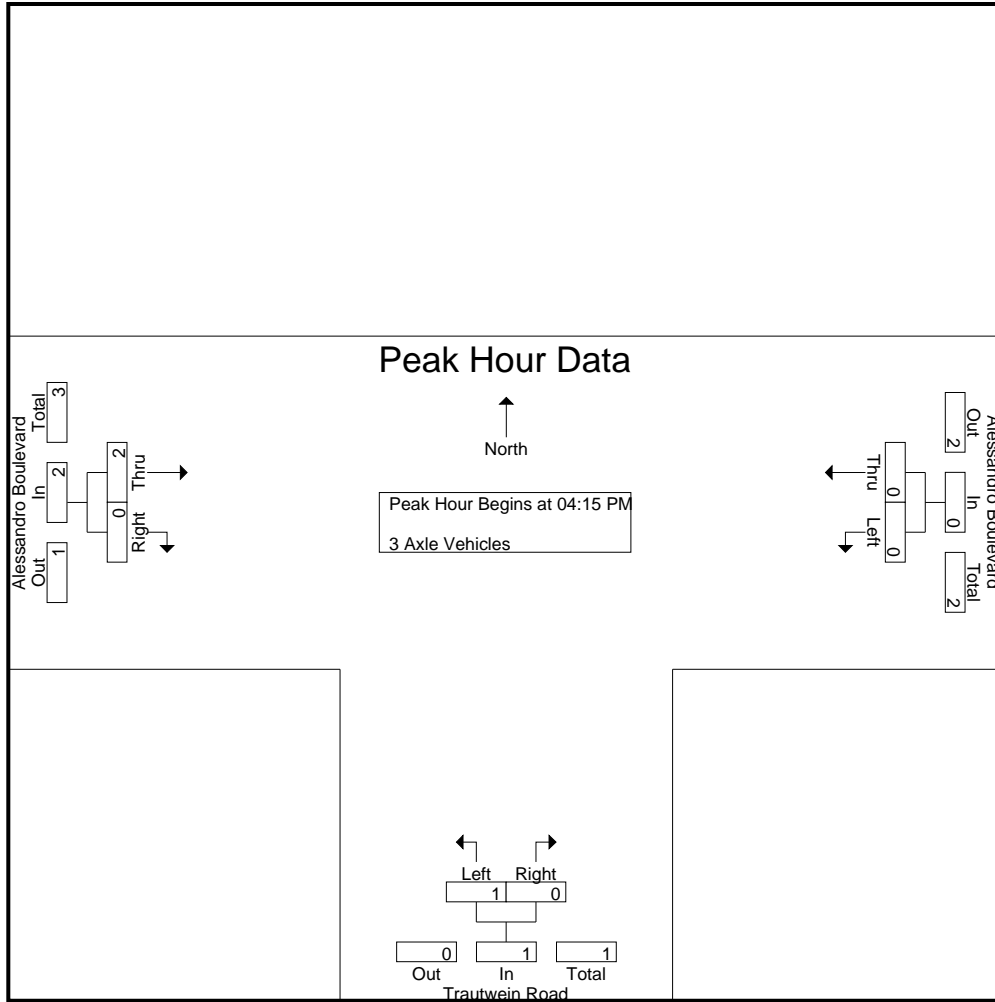 Peak Hour Data
North
Peak Hour Begins at 04:15 PM
3 Axle Vehicles
Alessandro Boulevard
Total
3
In
2
Out
1
2
Thru
0
Right
Alessandro Boulevard
Out
2
In
0
Total
2
Thru
0
Left
0
Left Right
1 0
0 1 1
Out In Total
Trautwein Road